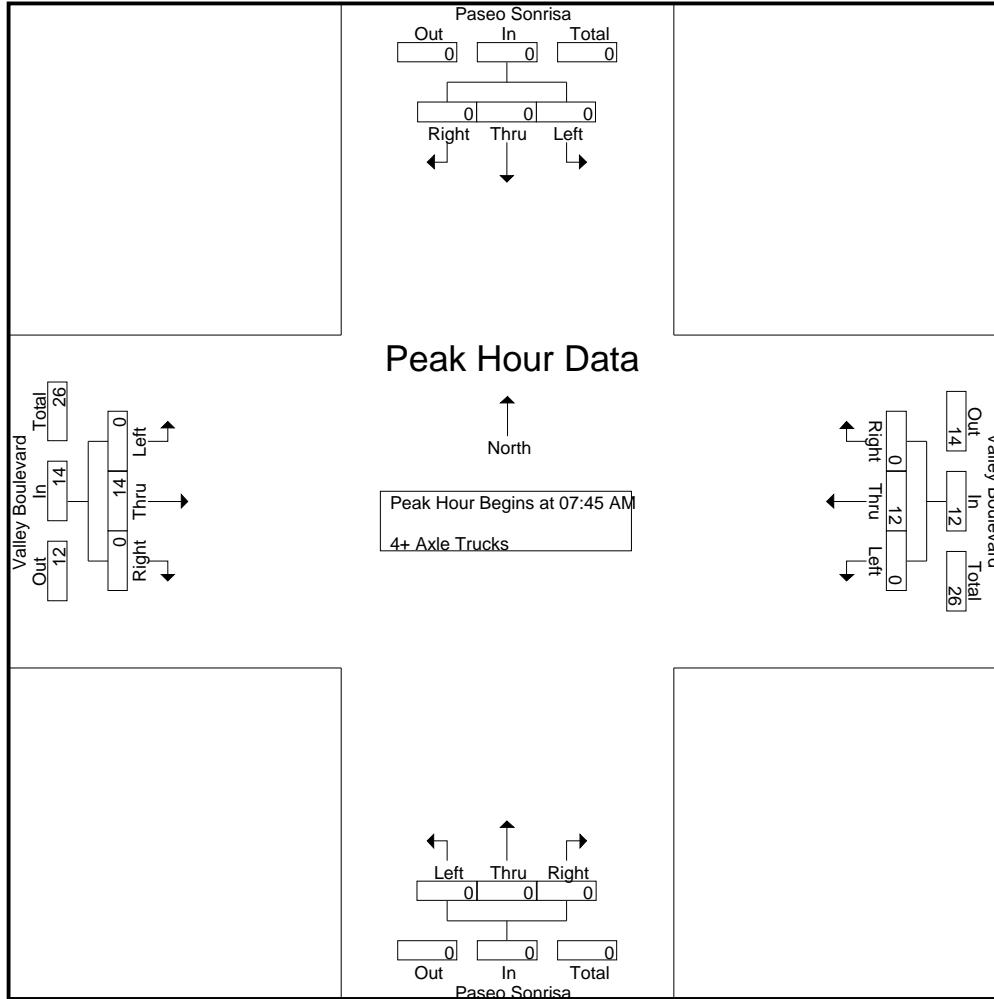 Paseo Sonrisa
Out In Total
0 0 0
0 0 0
Right Thru Left
Peak Hour Data
North
Peak Hour Begins at 07:45 AM
4+ Axle Trucks
Valley Boulevard
Total In Out
26 14 12
0 14 0
Left Thru Right
Right Thru Left
0 12 0
Out In Total
14 12 26
Valley Boulevard
Left Thru Right
0 0 0
0 0 0
Out In Total
Paseo Sonrisa